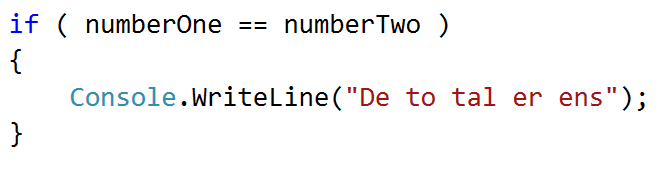 if ( numberOne == numberTwo )
{
    Console.WriteLine("De to tal er ens");
}